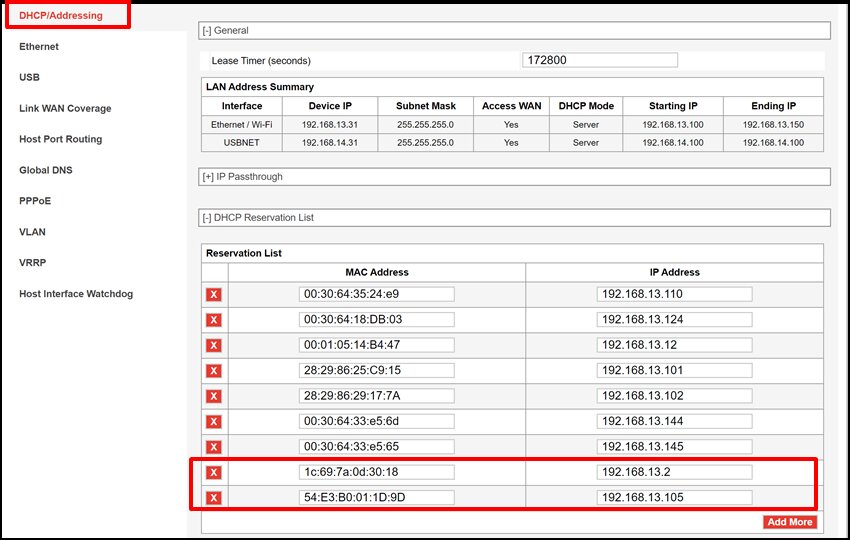 DHCP/Addressing
Ethernet
USB
Link WAN Coverage
Host Port Routing
Global DNS
PPPoE
VLAN
VRRP
Host Interface Watchdog
[-] General
Lease Timer (seconds) 172800
LAN Address Summary
Interface Device IP Subnet Mask Access WAN DHCP Mode Starting IP Ending IP
Ethernet / Wi-Fi 192.168.13.31 255.255.255.0 Yes Server 192.168.13.100 192.168.13.150
USBNET 192.168.14.31 255.255.255.0 Yes Server 192.168.14.100 192.168.14.100
[+] IP Passthrough
[-] DHCP Reservation List
Reservation List
MAC Address IP Address
X 00:30:64:35:24:e9 192.168.13.110
X 00:30:64:18:DB:03 192.168.13.124
X 00:01:05:14:B4:47 192.168.13.12
X 28:29:86:25:C9:15 192.168.13.101
X 28:29:86:29:17:7A 192.168.13.102
X 00:30:64:33:e5:6d 192.168.13.144
X 00:30:64:33:e5:65 192.168.13.145
X 1c:69:7a:0d:30:18 192.168.13.2
X 54:E3:B0:01:1D:9D 192.168.13.105
Add More